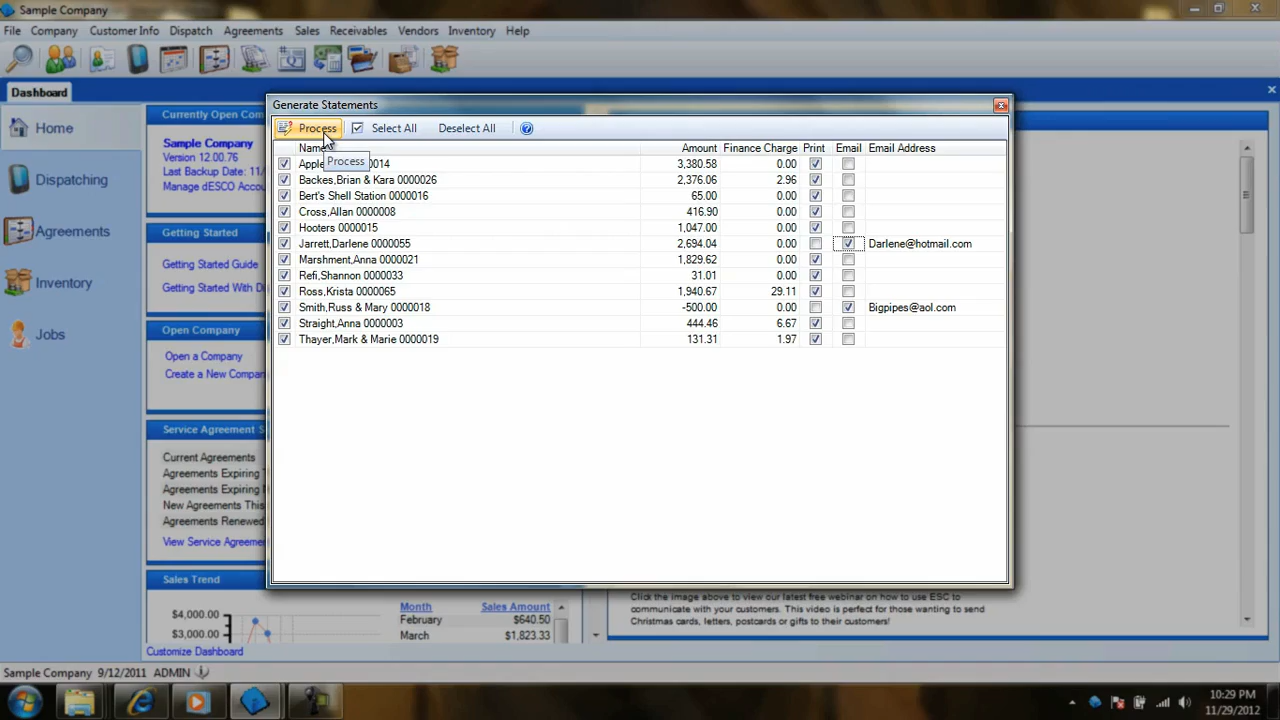 Sample Company
File Company Customer Info Dispatch Agreements Sales Receivables Vendors Inventory Help
Dashboard
Home
Dispatching
Agreements
Inventory
Jobs
Currently Open Com
Sample Company
Version 12.00.76
Last Backup Date: 11/
Manage dESCO Accou
Getting Started
Getting Started Guide
Getting Started With D
Open Company
Open a Company
Create a New Compan
Service Agreement
Current Agreements
Agreements Expiring
Agreements Expiring
New Agreements This
Agreements Renewed
View Service Agreeme
Sales Trend
$4,000.00
$3,000.00
Month Sales Amount
February $640.50
March $1,823.33
Customize Dashboard
Generate Statements
Process Select All Deselect All
Name Amount Finance Charge Print Email Email Address
Process
Apple 0014 3,380.58 0.00
Backes,Brian & Kara 0000026 2,376.06 2.96
Bert's Shell Station 0000016 65.00 0.00
Cross,Allan 0000008 416.90 0.00
Hooters 0000015 1,047.00 0.00
Jarrett,Darlene 0000055 2,694.04 0.00 Darlene@hotmail.com
Marshment,Anna 0000021 1,829.62 0.00
Refi,Shannon 0000033 31.01 0.00
Ross,Krista 0000065 1,940.67 29.11
Smith,Russ & Mary 0000018 -500.00 0.00 Bigpipes@aol.com
Straight,Anna 0000003 444.46 6.67
Thayer,Mark & Marie 0000019 131.31 1.97
Click the image above to view our latest free webinar on how to use ESC to
communicate with your customers. This video is perfect for those wanting to send
Christmas cards, letters, postcards or gifts to their customers!
Sample Company 9/12/2011 ADMIN
10:29 PM
11/29/2012